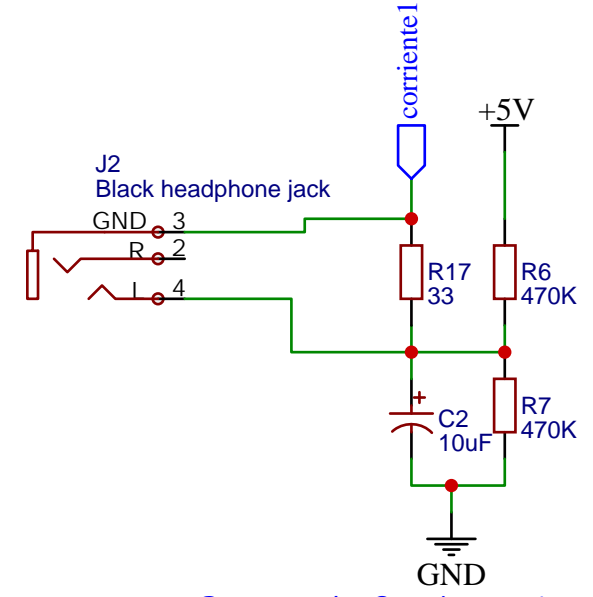 corriente1
+5V
J2
Black headphone jack
GND 3
R 2
L 4
R17
33
R6
470K
+
C2
10uF
R7
470K
GND